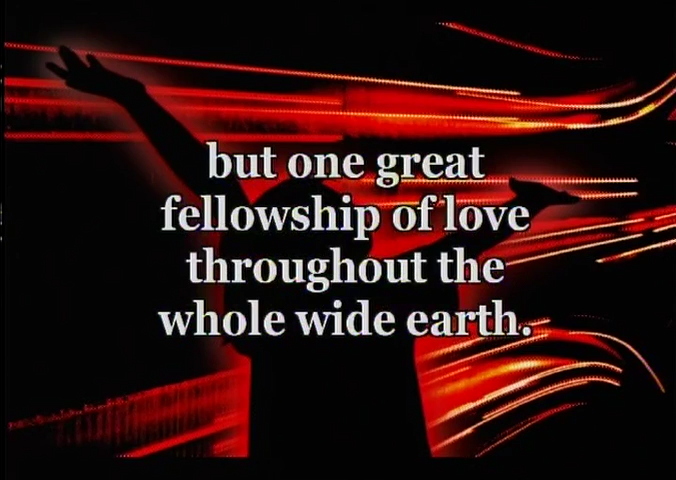 but one great
fellowship of love
throughout the
whole wide earth.